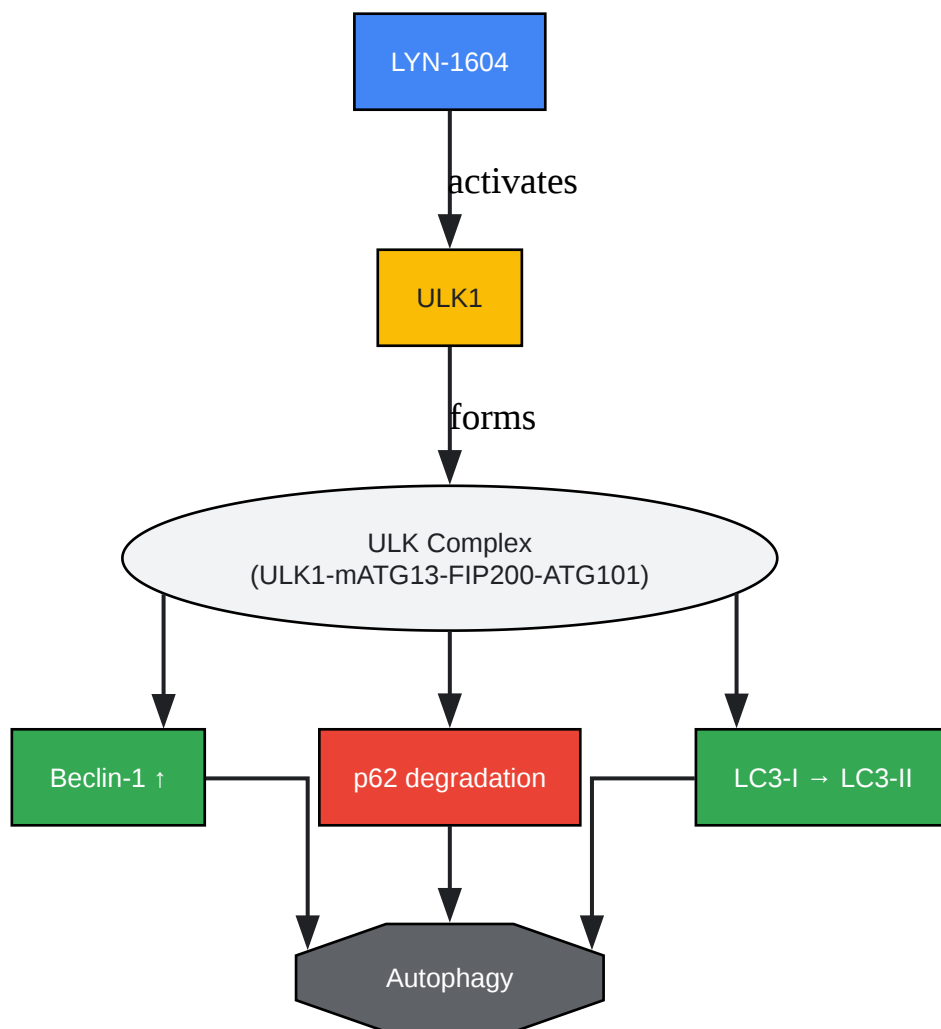 LYN-1604
activates
ULK1
forms
ULK Complex
(ULK1-mATG13-FIP200-ATG101)
Beclin-1 ↑
p62 degradation
LC3-I → LC3-II
Autophagy